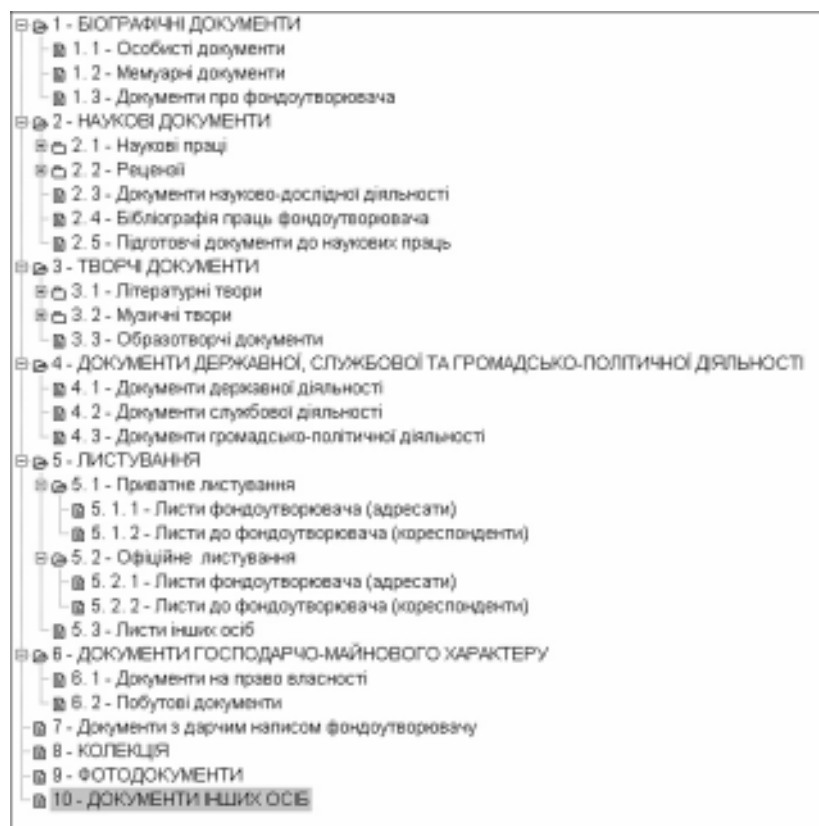 1 - БІОГРАФІЧНІ ДОКУМЕНТИ
1. 1 - Особисті документи
1. 2 - Мемуарні документи
1. 3 - Документи про фондоутворювача
2 - НАУКОВІ ДОКУМЕНТИ
2. 1 - Наукові праці
2. 2 - Рецензії
2. 3 - Документи науково-дослідної діяльності
2. 4 - Бібліографія праць фондоутворювача
2. 5 - Підготовчі документи до наукових праць
3 - ТВОРЧІ ДОКУМЕНТИ
3. 1 - Літературні твори
3. 2 - Музичні твори
3. 3 - Образотворчі документи
4 - ДОКУМЕНТИ ДЕРЖАВНОЇ, СЛУЖБОВОЇ ТА ГРОМАДСЬКО-ПОЛІТИЧНОЇ ДІЯЛЬНОСТІ
4. 1 - Документи державної діяльності
4. 2 - Документи службової діяльності
4. 3 - Документи громадсько-політичної діяльності
5 - ЛИСТУВАННЯ
5. 1 - Приватне листування
5. 1. 1 - Листи фондоутворювача (адресати)
5. 1. 2 - Листи до фондоутворювача (кореспонденти)
5. 2 - Офіційне листування
5. 2. 1 - Листи фондоутворювача (адресати)
5. 2. 2 - Листи до фондоутворювача (кореспонденти)
5. 3 - Листи інших осіб
6 - ДОКУМЕНТИ ГОСПОДАРЧО-МАЙНОВОГО ХАРАКТЕРУ
6. 1 - Документи на право власності
6. 2 - Побутові документи
7 - Документи з дарчим написом фондоутворювачу
8 - КОЛЕКЦІЯ
9 - ФОТОДОКУМЕНТИ
10 - ДОКУМЕНТИ ІНШИХ ОСІБ